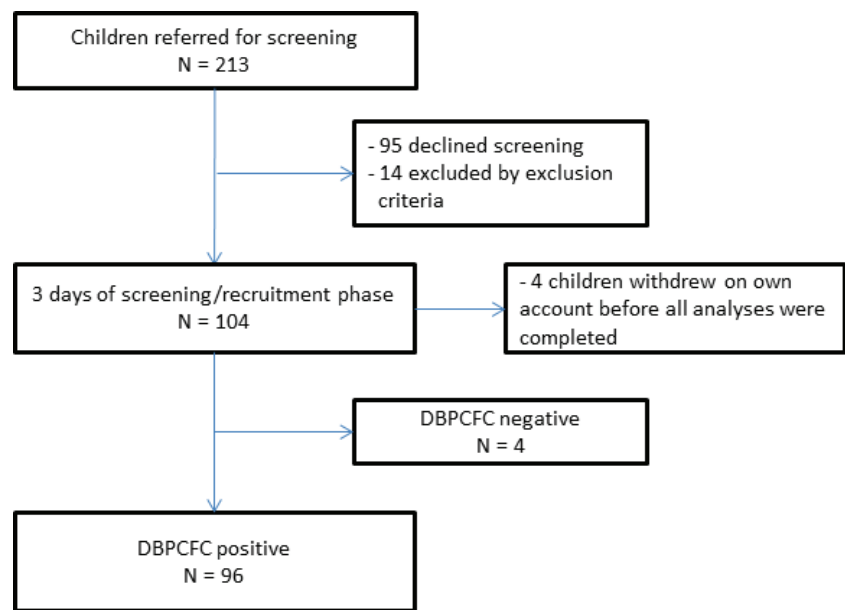 Children referred for screening
N = 213
- 95 declined screening
- 14 excluded by exclusion
criteria
3 days of screening/recruitment phase
N = 104
- 4 children withdrew on own
account before all analyses were
completed
DBPCFC negative
N = 4
DBPCFC positive
N = 96